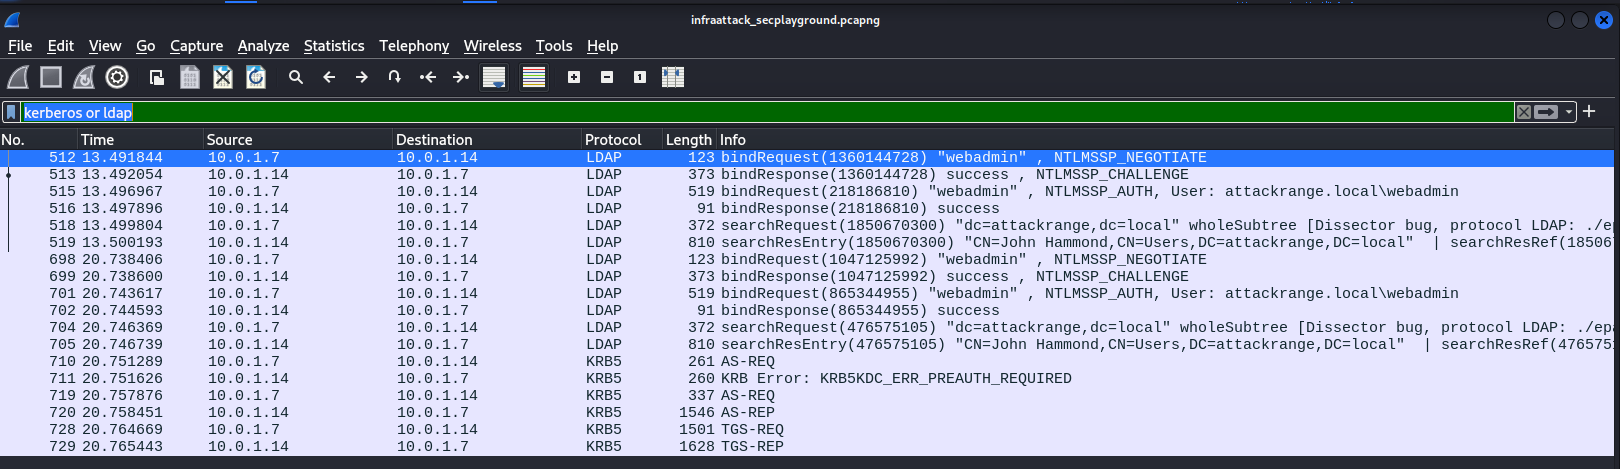 infraattack_secplayground.pcapng
File Edit View Go Capture Analyze Statistics Telephony Wireless Tools Help
kerberos or ldap
No. Time Source Destination Protocol Length Info
512 13.491844 10.0.1.7 10.0.1.14 LDAP 123 bindRequest(1360144728) "webadmin" , NTLMSSP_NEGOTIATE
513 13.492054 10.0.1.14 10.0.1.7 LDAP 373 bindResponse(1360144728) success , NTLMSSP_CHALLENGE
515 13.496967 10.0.1.7 10.0.1.14 LDAP 519 bindRequest(218186810) "webadmin" , NTLMSSP_AUTH, User: attackrange.local\webadmin
516 13.497896 10.0.1.14 10.0.1.7 LDAP 91 bindResponse(218186810) success
518 13.499804 10.0.1.7 10.0.1.14 LDAP 372 searchRequest(1850670300) "dc=attackrange,dc=local" wholeSubtree [Dissector bug, protocol LDAP: ./ep
519 13.500193 10.0.1.14 10.0.1.7 LDAP 810 searchResEntry(1850670300) "CN=John Hammond,CN=Users,DC=attackrange,DC=local" | searchResRef(18506
698 20.738406 10.0.1.7 10.0.1.14 LDAP 123 bindRequest(1047125992) "webadmin" , NTLMSSP_NEGOTIATE
699 20.738600 10.0.1.14 10.0.1.7 LDAP 373 bindResponse(1047125992) success , NTLMSSP_CHALLENGE
701 20.743617 10.0.1.7 10.0.1.14 LDAP 519 bindRequest(865344955) "webadmin" , NTLMSSP_AUTH, User: attackrange.local\webadmin
702 20.744593 10.0.1.14 10.0.1.7 LDAP 91 bindResponse(865344955) success
704 20.746369 10.0.1.7 10.0.1.14 LDAP 372 searchRequest(476575105) "dc=attackrange,dc=local" wholeSubtree [Dissector bug, protocol LDAP: ./epa
705 20.746739 10.0.1.14 10.0.1.7 LDAP 810 searchResEntry(476575105) "CN=John Hammond,CN=Users,DC=attackrange,DC=local" | searchResRef(476575
710 20.751289 10.0.1.7 10.0.1.14 KRB5 261 AS-REQ
711 20.751626 10.0.1.14 10.0.1.7 KRB5 260 KRB Error: KRB5KDC_ERR_PREAUTH_REQUIRED
719 20.757876 10.0.1.7 10.0.1.14 KRB5 337 AS-REQ
720 20.758451 10.0.1.14 10.0.1.7 KRB5 1546 AS-REP
728 20.764669 10.0.1.7 10.0.1.14 KRB5 1501 TGS-REQ
729 20.765443 10.0.1.14 10.0.1.7 KRB5 1628 TGS-REP